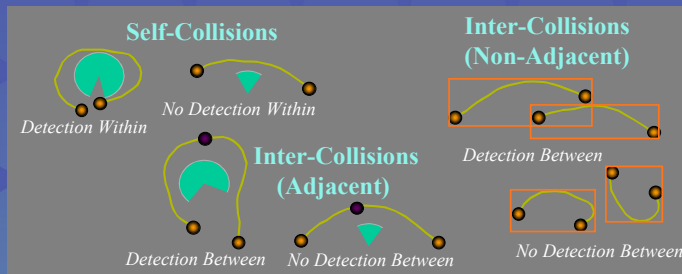 Self-Collisions
Detection Within
No Detection Within
Inter-Collisions
(Adjacent)
Detection Between
No Detection Between
Inter-Collisions
(Non-Adjacent)
Detection Between
No Detection Between